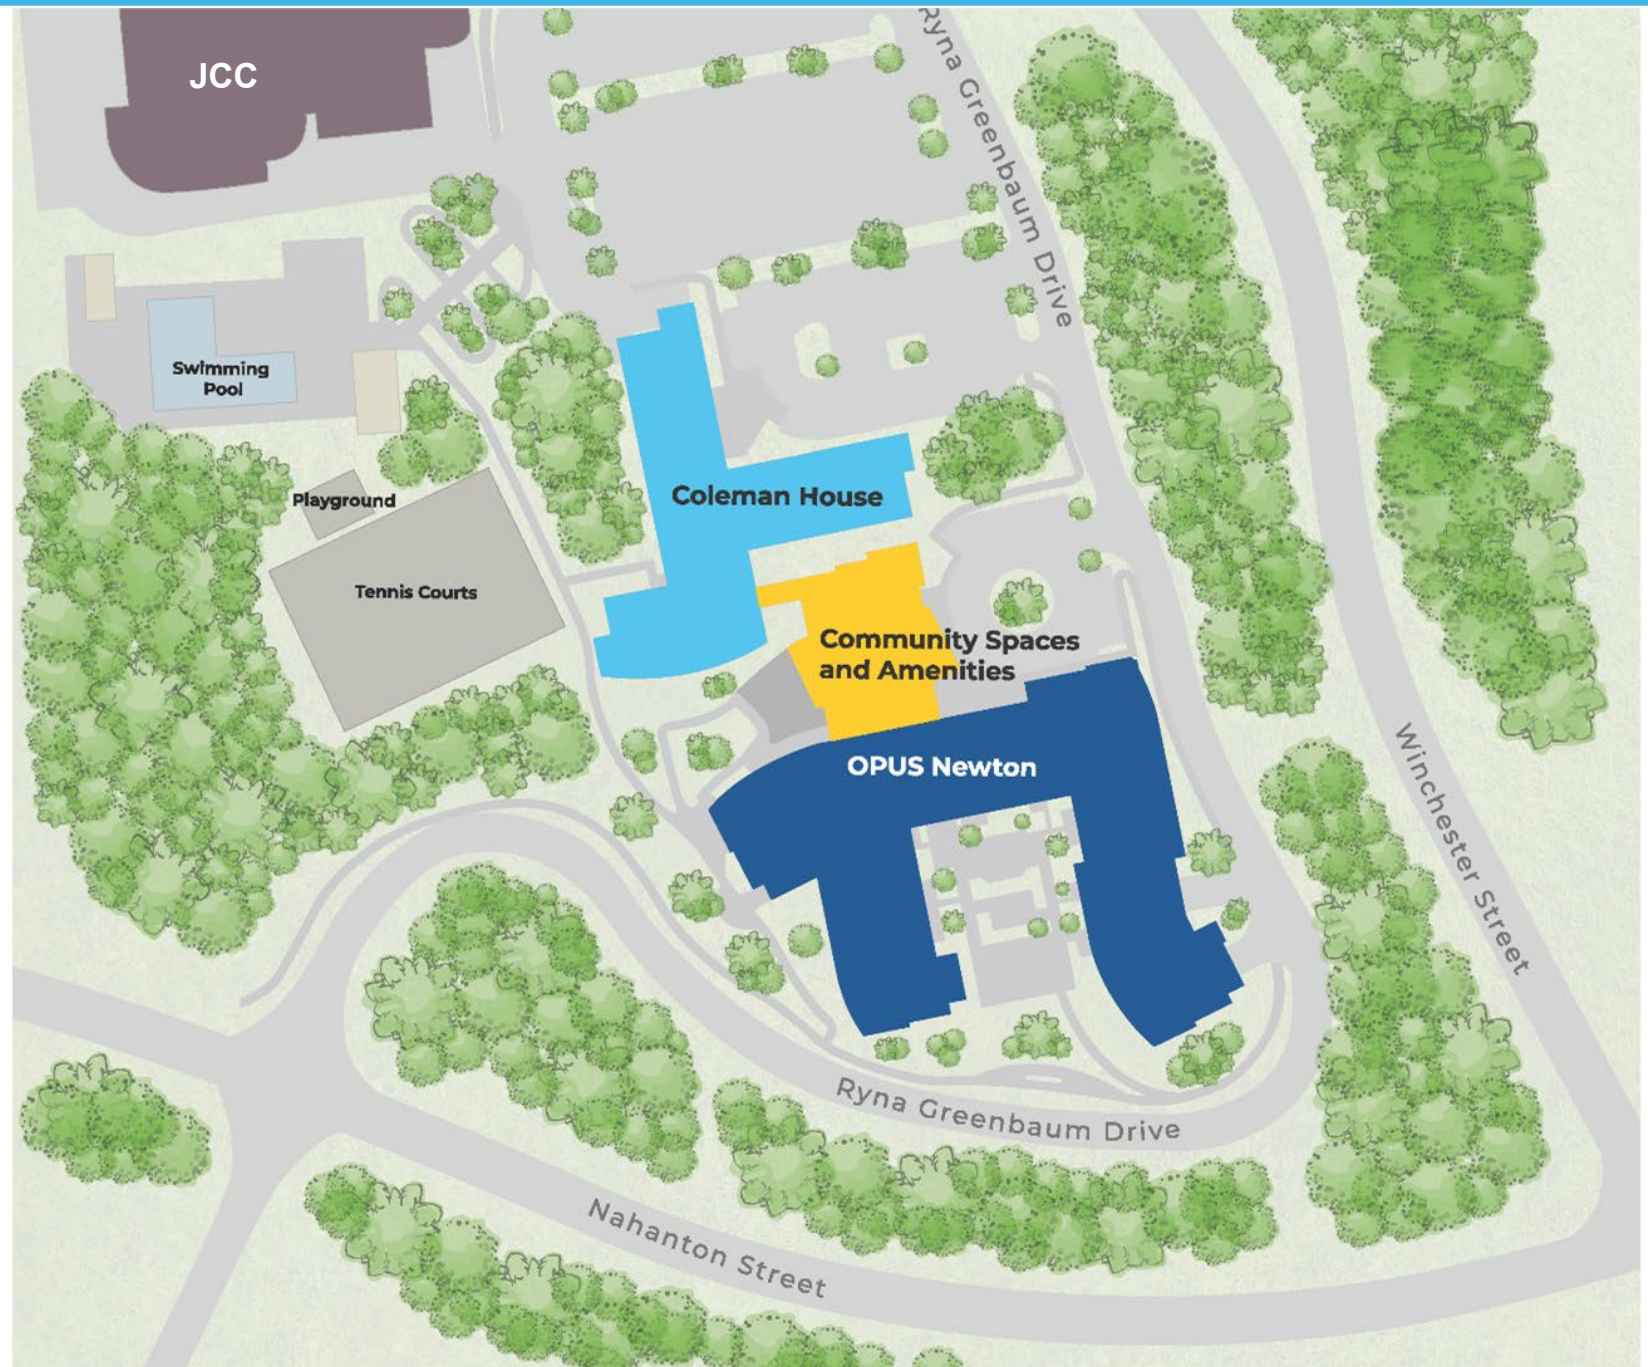 JCC
Ryna Greenbaum Drive
Swimming
Pool
Playground
Coleman House
Tennis Courts
Community Spaces
and Amenities
OPUS Newton
Winchester Street
Ryna Greenbaum Drive
Nahanton Street